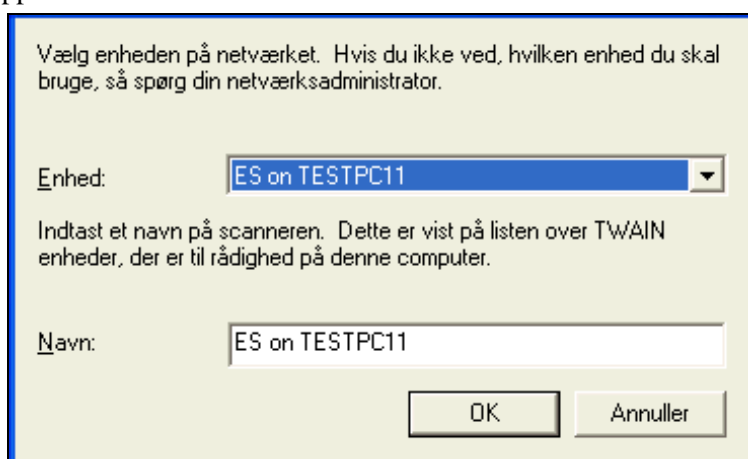 Vælg enheden på netværket.  Hvis du ikke ved, hvilken enhed du skal
bruge, så spørg din netværksadministrator.
Enhed: ES on TESTPC11
Indtast et navn på scanneren.  Dette er vist på listen over TWAIN
enheder, der er til rådighed på denne computer.
Navn: ES on TESTPC11
OK Annuller